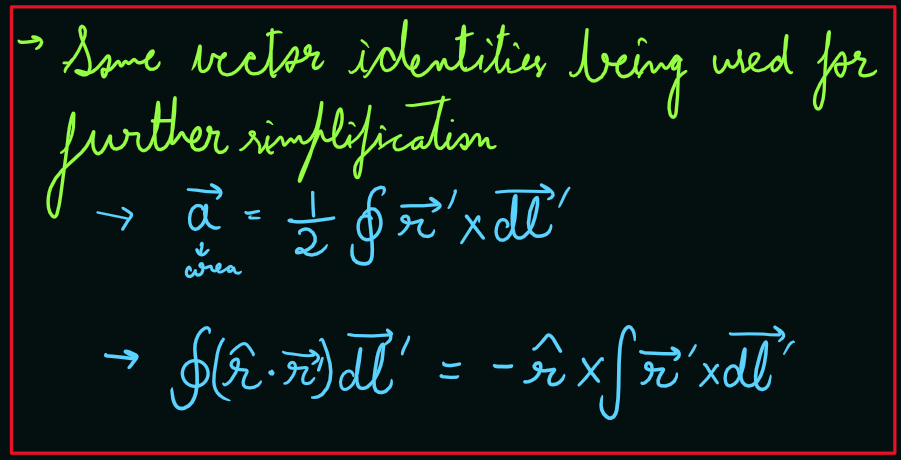 → Some vector identities being used for
further simplification
→ $\vec{a} = \frac{1}{2} \oint \vec{r}' \times \vec{dl}'$
↓
area
→ $\oint (\hat{r} \cdot \vec{r}') \vec{dl}' = -\hat{r} \times \int \vec{r}' \times \vec{dl}'$